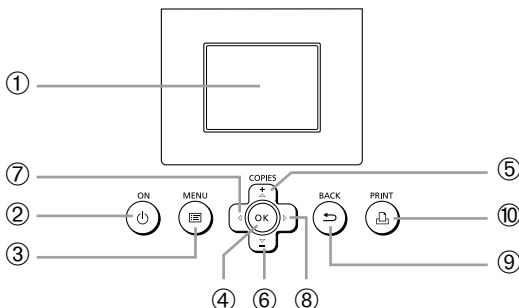 ①
⑦
COPIES
+
⑤
ON
MENU
BACK
PRINT
②
OK
⑩
③
−
⑨
④
⑥
⑧